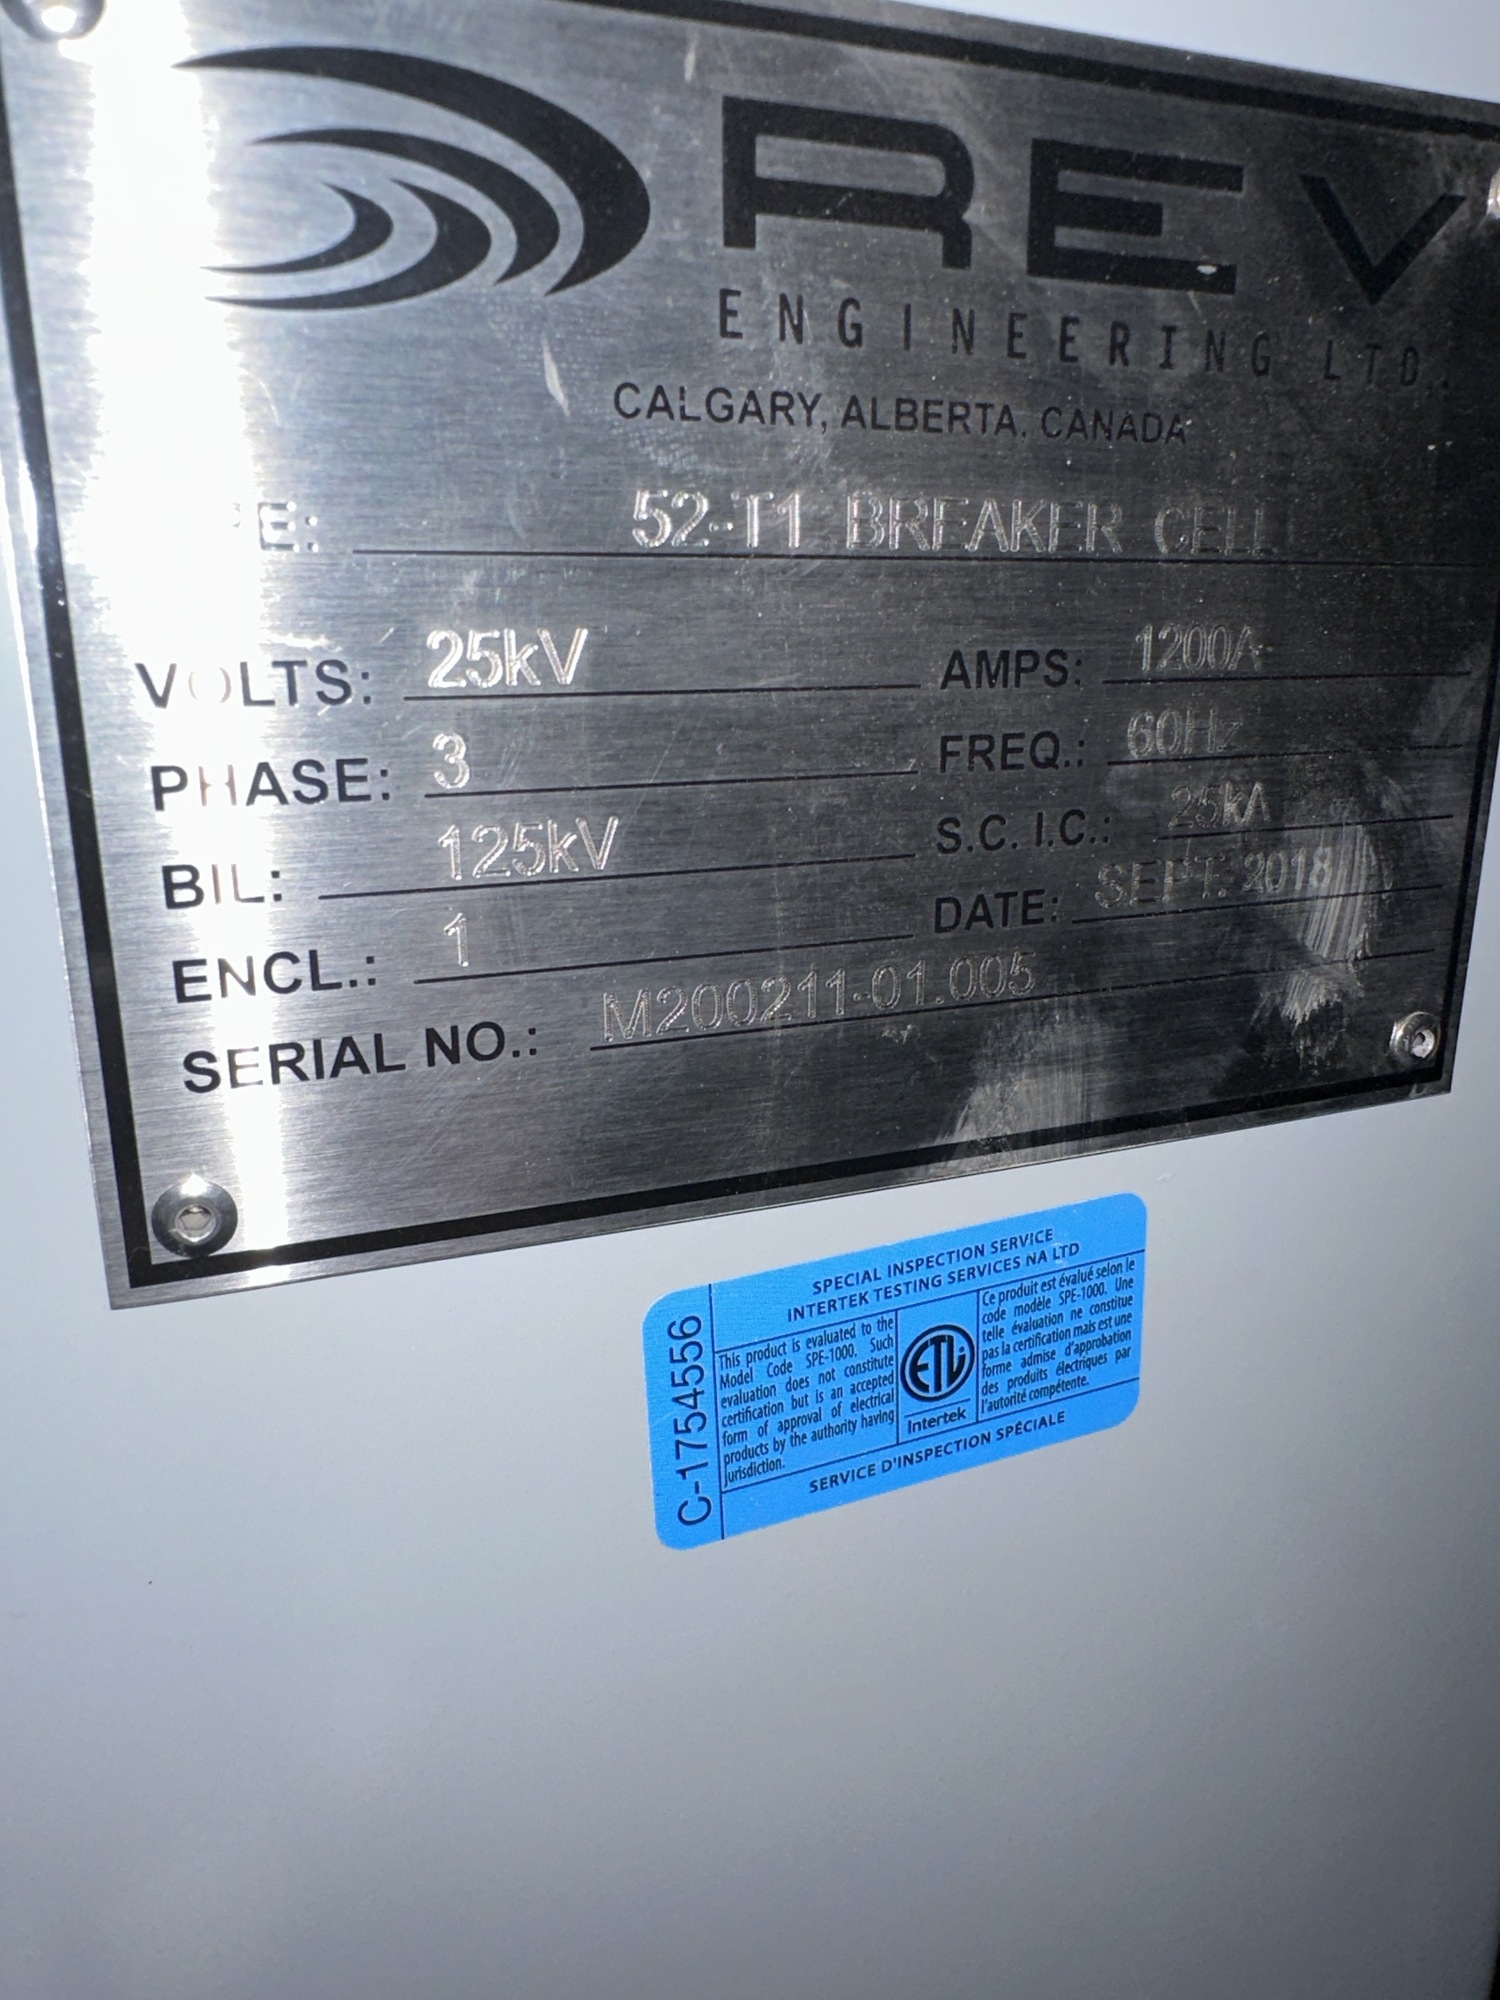 REV
ENGINEERING LTD.
CALGARY, ALBERTA, CANADA
PE: 52-T1 BREAKER CELL
VOLTS: 25kV AMPS: 1200A
PHASE: 3 FREQ.: 60Hz
BIL: 125kV S.C. I.C.: 25kA
ENCL.: 1 DATE: SEPT. 2018
SERIAL NO.: M200211-01.005
C-1754556
SPECIAL INSPECTION SERVICE
INTERTEK TESTING SERVICES NA LTD
This product is evaluated to the
Model Code SPE-1000. Such
evaluation does not constitute
certification but is an accepted
form of approval of electrical
products by the authority having
jurisdiction.
ETL
Intertek
Ce produit est évalué selon le
code modèle SPE-1000. Une
telle évaluation ne constitue
pas la certification mais est une
forme admise d'approbation
des produits électriques par
l'autorité compétente.
SERVICE D'INSPECTION SPÉCIALE